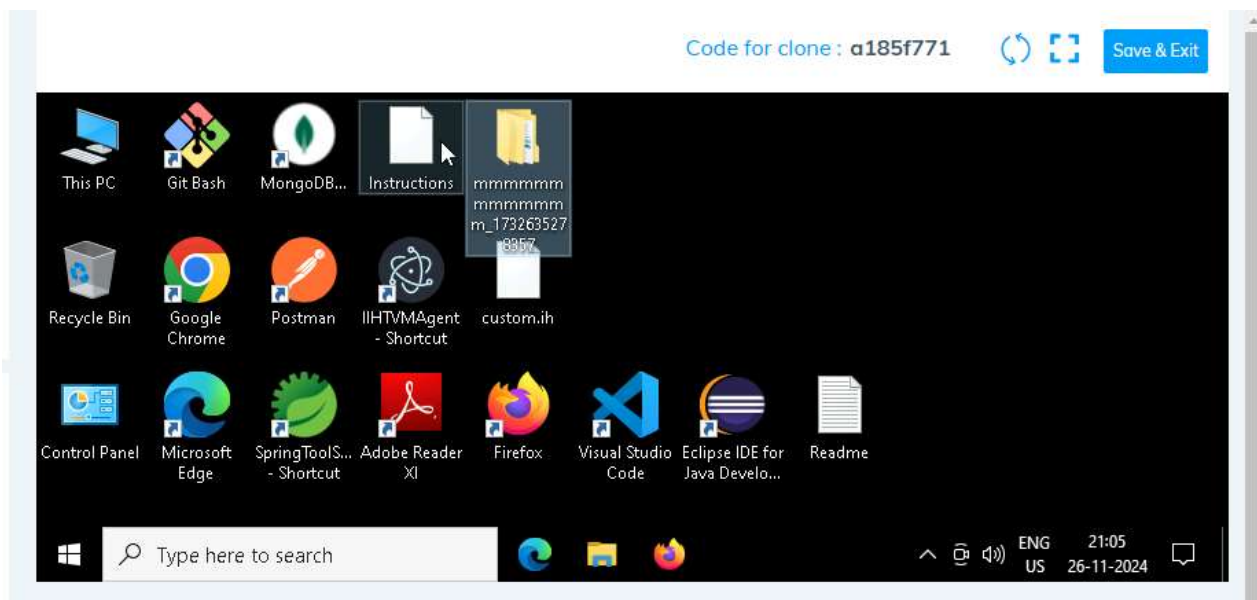 Code for clone : a185f771
Save & Exit
This PC
Git Bash
MongoDB...
Instructions
mmmmmm
mmmmmm
m_173263527
8357
Recycle Bin
Google
Chrome
Postman
IIHTVMAgent
- Shortcut
custom.ih
Control Panel
Microsoft
Edge
SpringToolS...
- Shortcut
Adobe Reader
XI
Firefox
Visual Studio
Code
Eclipse IDE for
Java Develo...
Readme
Type here to search
ENG
US
21:05
26-11-2024